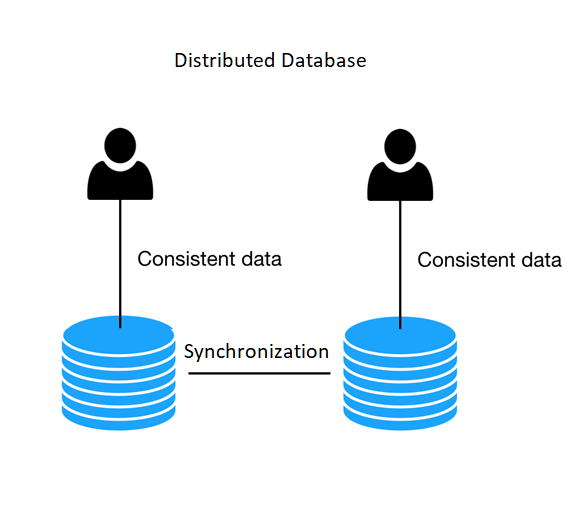 Distributed Database
Consistent data
Consistent data
Synchronization